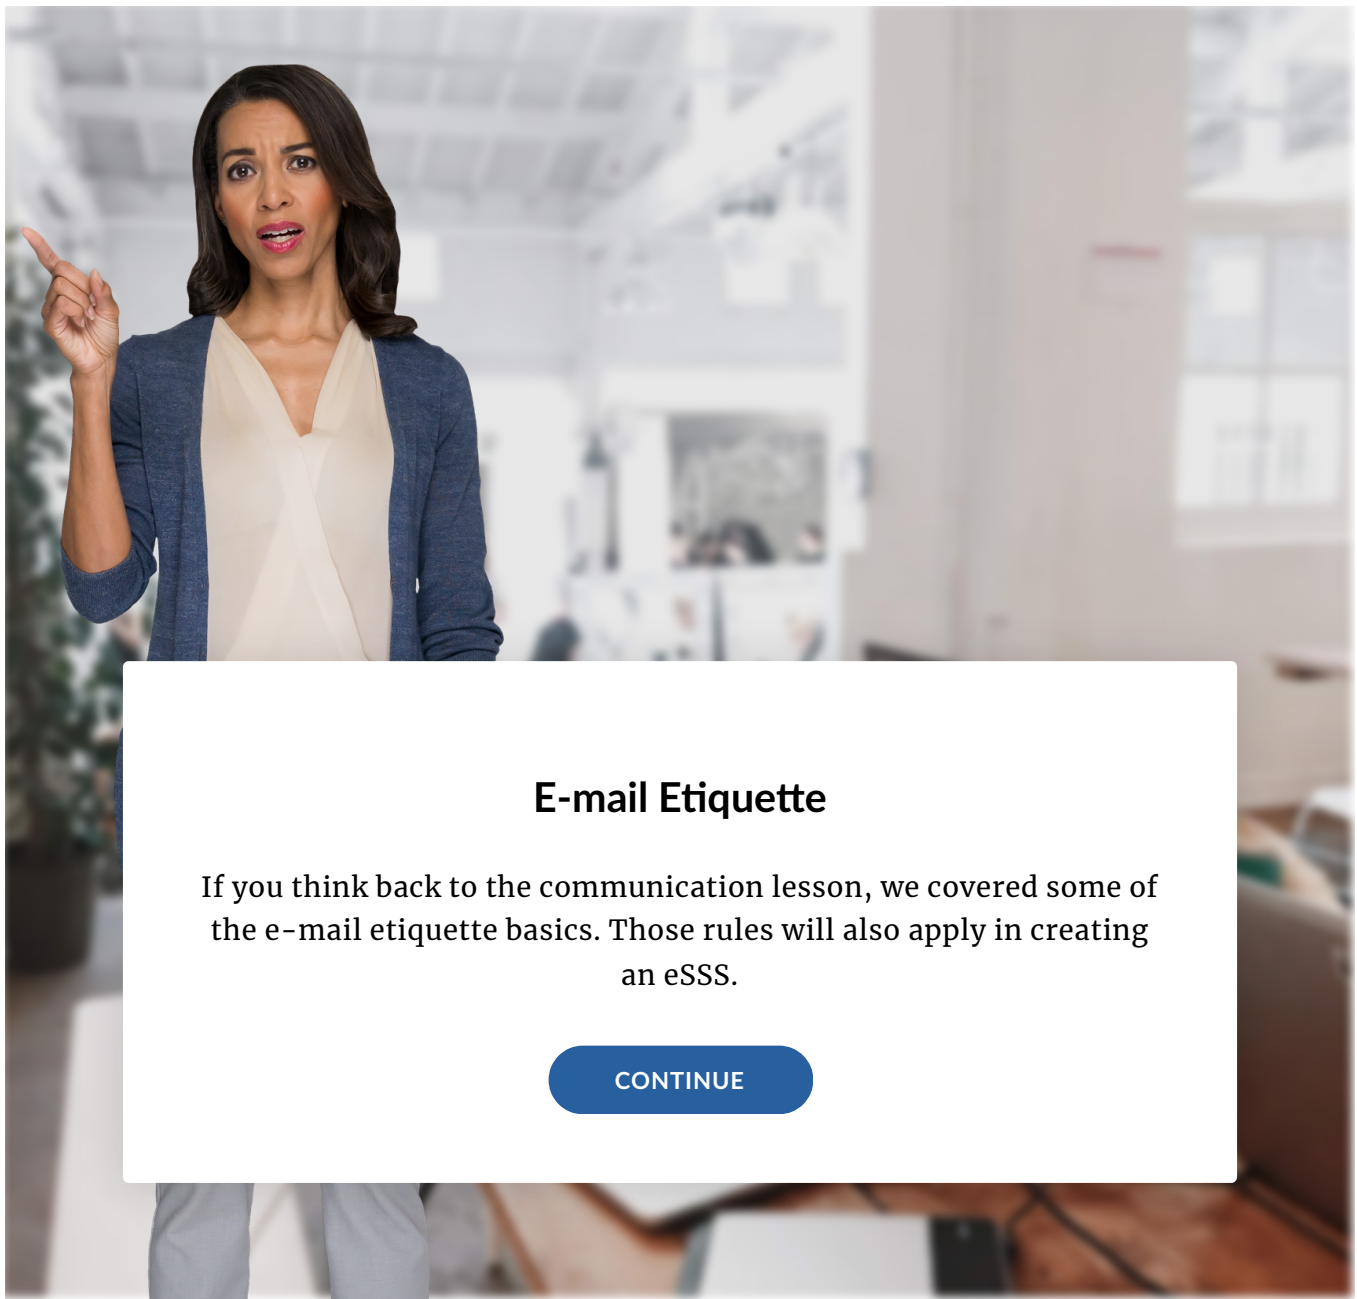 E-mail Etiquette
If you think back to the communication lesson, we covered some of
the e-mail etiquette basics. Those rules will also apply in creating
an eSSS.
CONTINUE